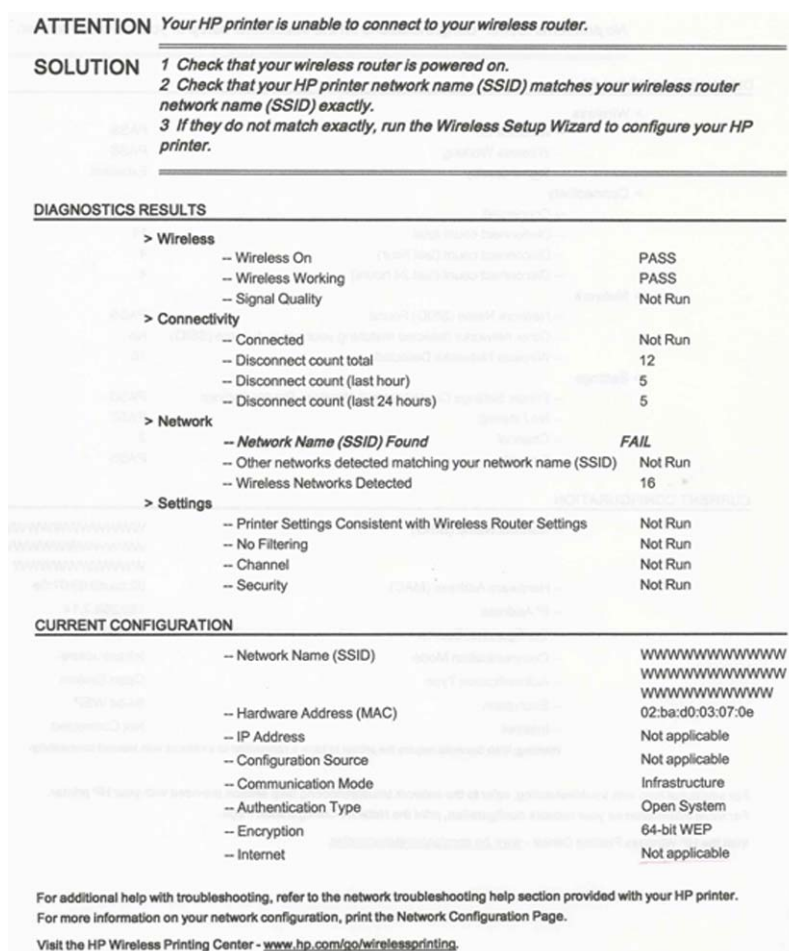 ATTENTION Your HP printer is unable to connect to your wireless router.
SOLUTION 1 Check that your wireless router is powered on.
2 Check that your HP printer network name (SSID) matches your wireless router
network name (SSID) exactly.
3 If they do not match exactly, run the Wireless Setup Wizard to configure your HP
printer.
DIAGNOSTICS RESULTS
> Wireless
-- Wireless On PASS
-- Wireless Working PASS
-- Signal Quality Not Run
> Connectivity
-- Connected Not Run
-- Disconnect count total 12
-- Disconnect count (last hour) 5
-- Disconnect count (last 24 hours) 5
> Network
-- Network Name (SSID) Found FAIL
-- Other networks detected matching your network name (SSID) Not Run
-- Wireless Networks Detected 16
> Settings
-- Printer Settings Consistent with Wireless Router Settings Not Run
-- No Filtering Not Run
-- Channel Not Run
-- Security Not Run
CURRENT CONFIGURATION
-- Network Name (SSID)
-- Hardware Address (MAC) 02:ba:d0:03:07:0e
-- IP Address Not applicable
-- Configuration Source Not applicable
-- Communication Mode Infrastructure
-- Authentication Type Open System
-- Encryption 64-bit WEP
-- Internet Not applicable
For additional help with troubleshooting, refer to the network troubleshooting help section provided with your HP printer.
For more information on your network configuration, print the Network Configuration Page.
Visit the HP Wireless Printing Center - www.hp.com/go/wirelessprinting.